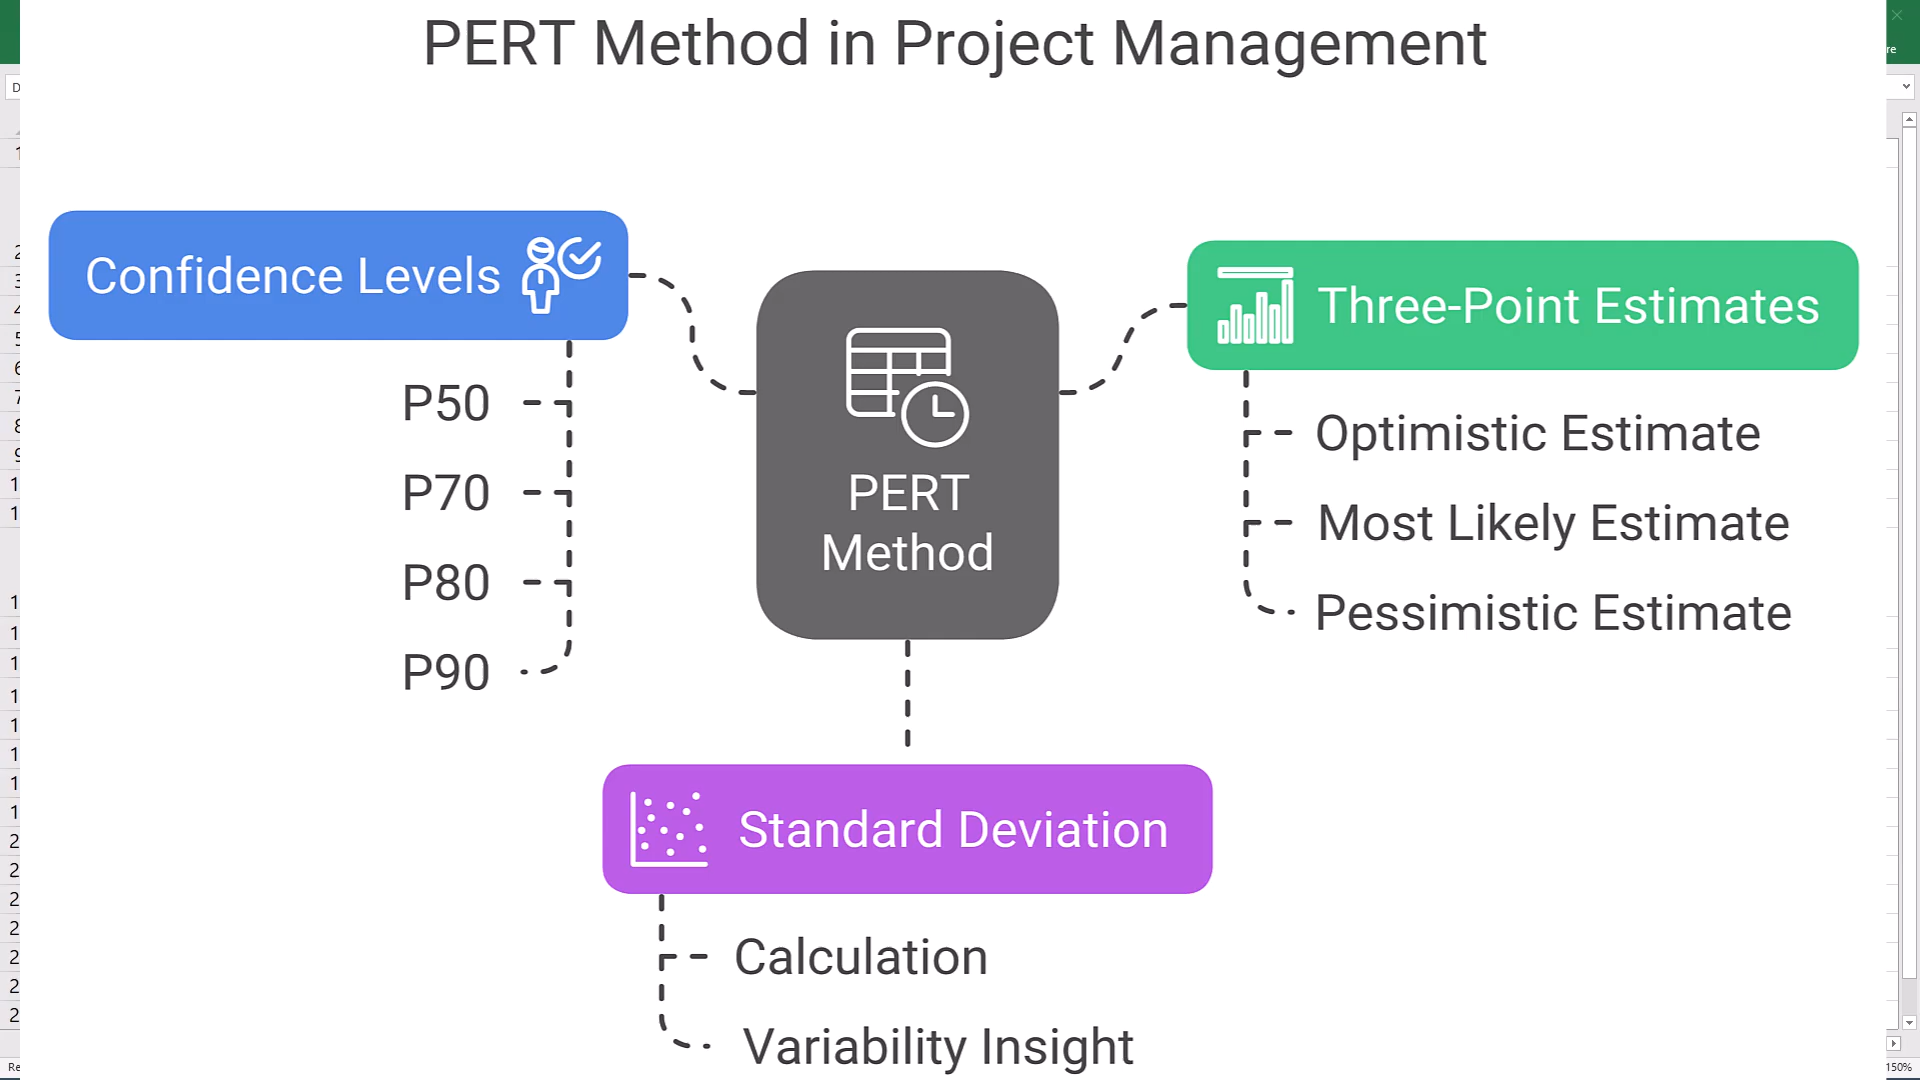 PERT Method in Project Management
Confidence Levels
P50
P70
P80
P90
PERT
Method
Three-Point Estimates
Optimistic Estimate
Most Likely Estimate
Pessimistic Estimate
Standard Deviation
Calculation
Variability Insight
150%